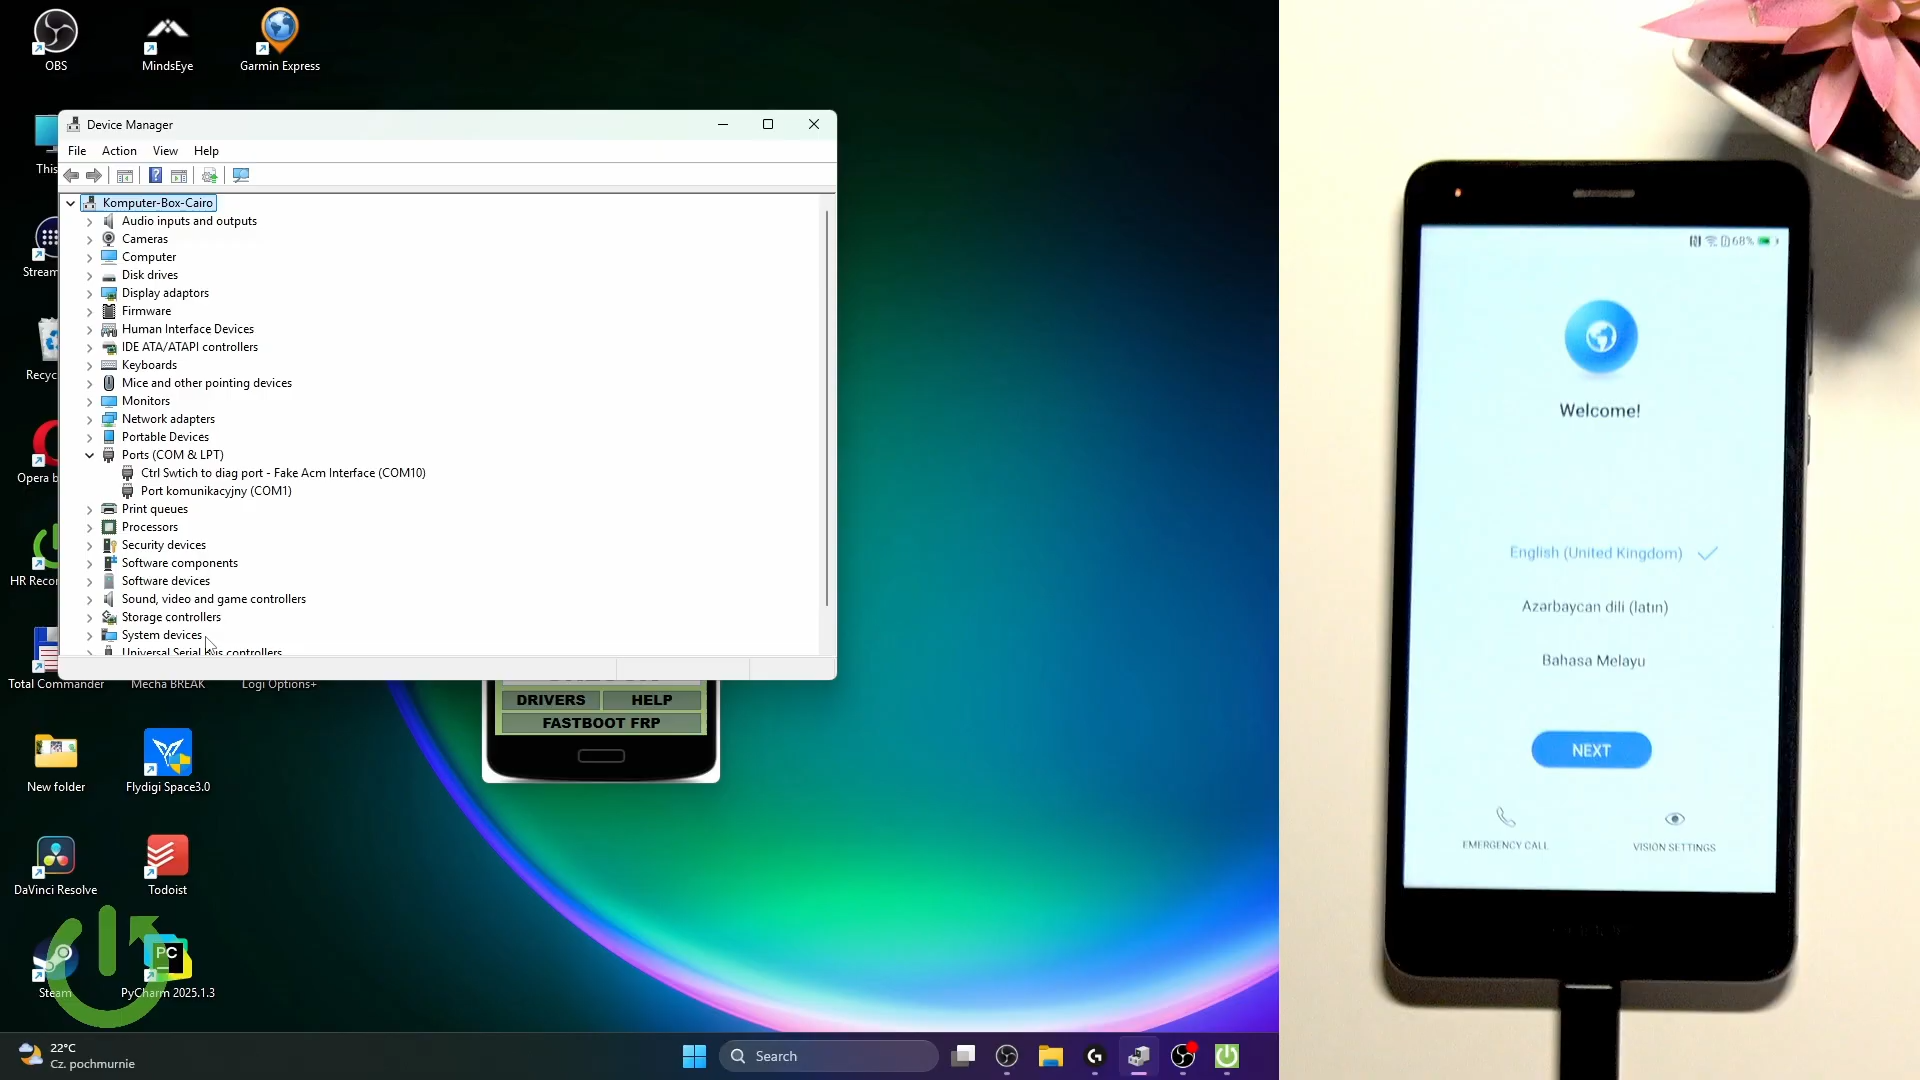 OBS
MindsEye
Garmin Express
Device Manager
File
Action
View
Help
Komputer-Box-Cairo
Audio inputs and outputs
Cameras
Computer
Disk drives
Display adaptors
Firmware
Human Interface Devices
IDE ATA/ATAPI controllers
Keyboards
Mice and other pointing devices
Monitors
Network adapters
Portable Devices
Ports (COM & LPT)
Ctrl Swtich to diag port - Fake Acm Interface (COM10)
Port komunikacyjny (COM1)
Print queues
Processors
Security devices
Software components
Software devices
Sound, video and game controllers
Storage controllers
System devices
Universal Serial Bus controllers
This
Stream
Recyc
Opera b
HR Recor
Total Commander
Mecha BREAK
Logi Options+
DRIVERS
HELP
FASTBOOT FRP
New folder
Flydigi Space3.0
DaVinci Resolve
Todoist
PC
Steam
PyCharm 2025.1.3
22°C
Cz. pochmurnie
Search
68%
Welcome!
English (United Kingdom)
Azərbaycan dili (latın)
Bahasa Melayu
NEXT
EMERGENCY CALL
VISION SETTINGS